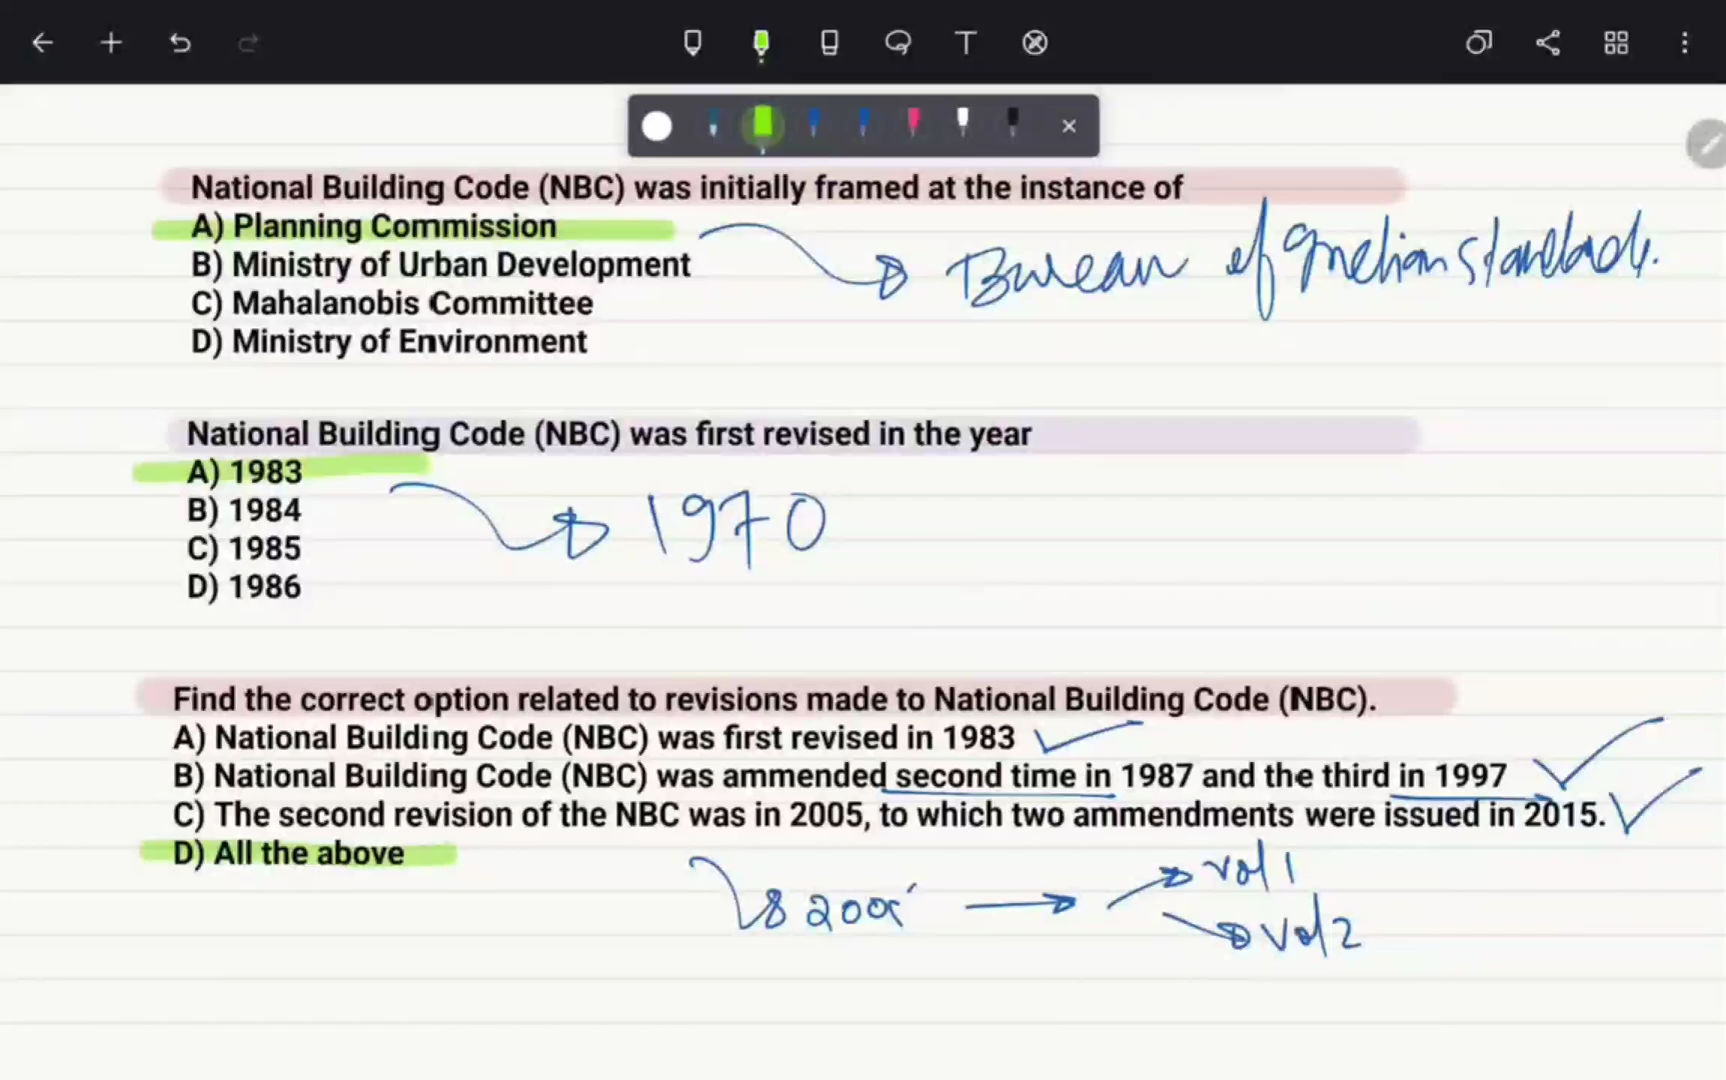 National Building Code (NBC) was initially framed at the instance of
A) Planning Commission
Bureau of Indian standards.
B) Ministry of Urban Development
C) Mahalanobis Committee
D) Ministry of Environment
National Building Code (NBC) was first revised in the year
A) 1983
B) 1984
1970
C) 1985
D) 1986
Find the correct option related to revisions made to National Building Code (NBC).
A) National Building Code (NBC) was first revised in 1983
B) National Building Code (NBC) was ammended second time in 1987 and the third in 1997
C) The second revision of the NBC was in 2005, to which two ammendments were issued in 2015.
D) All the above
vol 1
vol 2